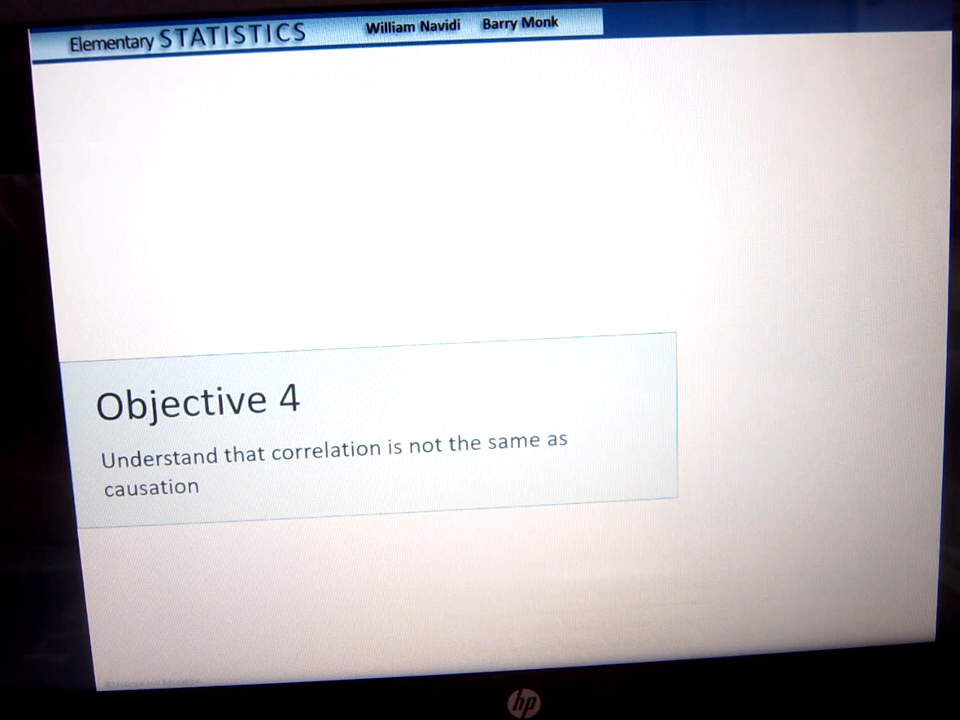 Elementary STATISTICS William Navidi Barry Monk
Objective 4
Understand that correlation is not the same as
causation
hp